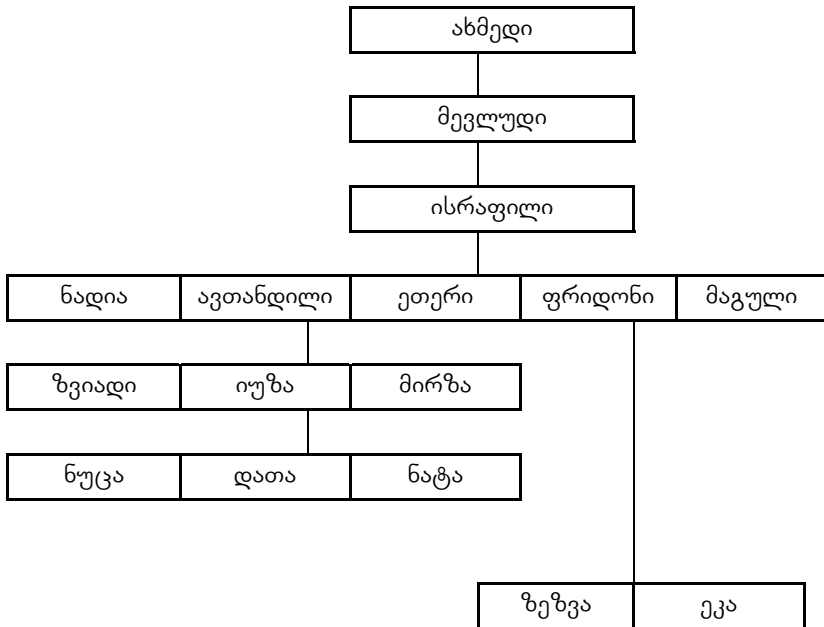 ახმედი
მევლუდი
ისრაფილი
ნადია ავთანდილი ეთერი ფრიდონი მაგული
ზვიადი იუზა მირზა
ნუცა დათა ნატა
ზეზვა ეკა